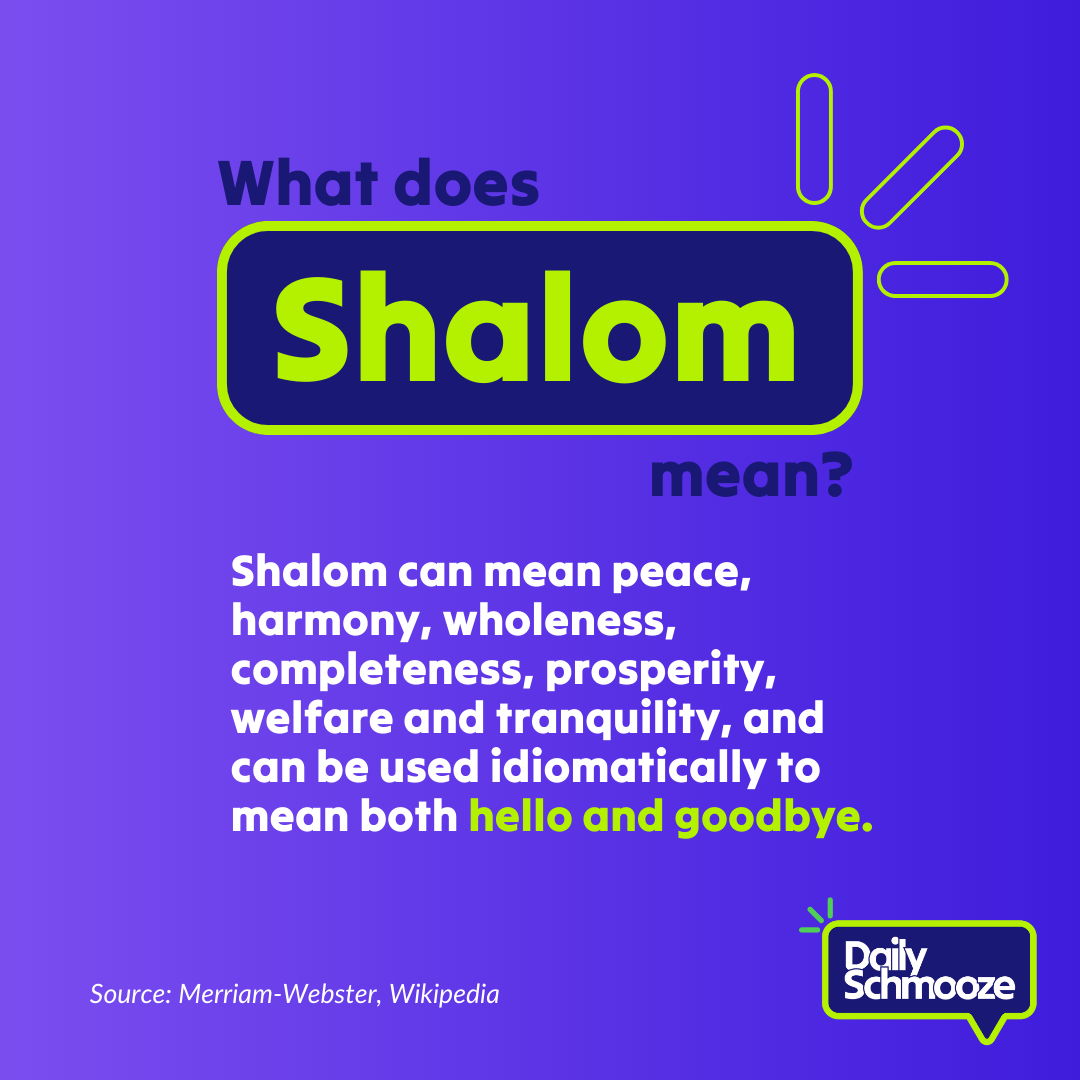 What does
Shalom
mean?
Shalom can mean peace,
harmony, wholeness,
completeness, prosperity,
welfare and tranquility, and
can be used idiomatically to
mean both hello and goodbye.
Source: Merriam-Webster, Wikipedia
Daily
Schmooze